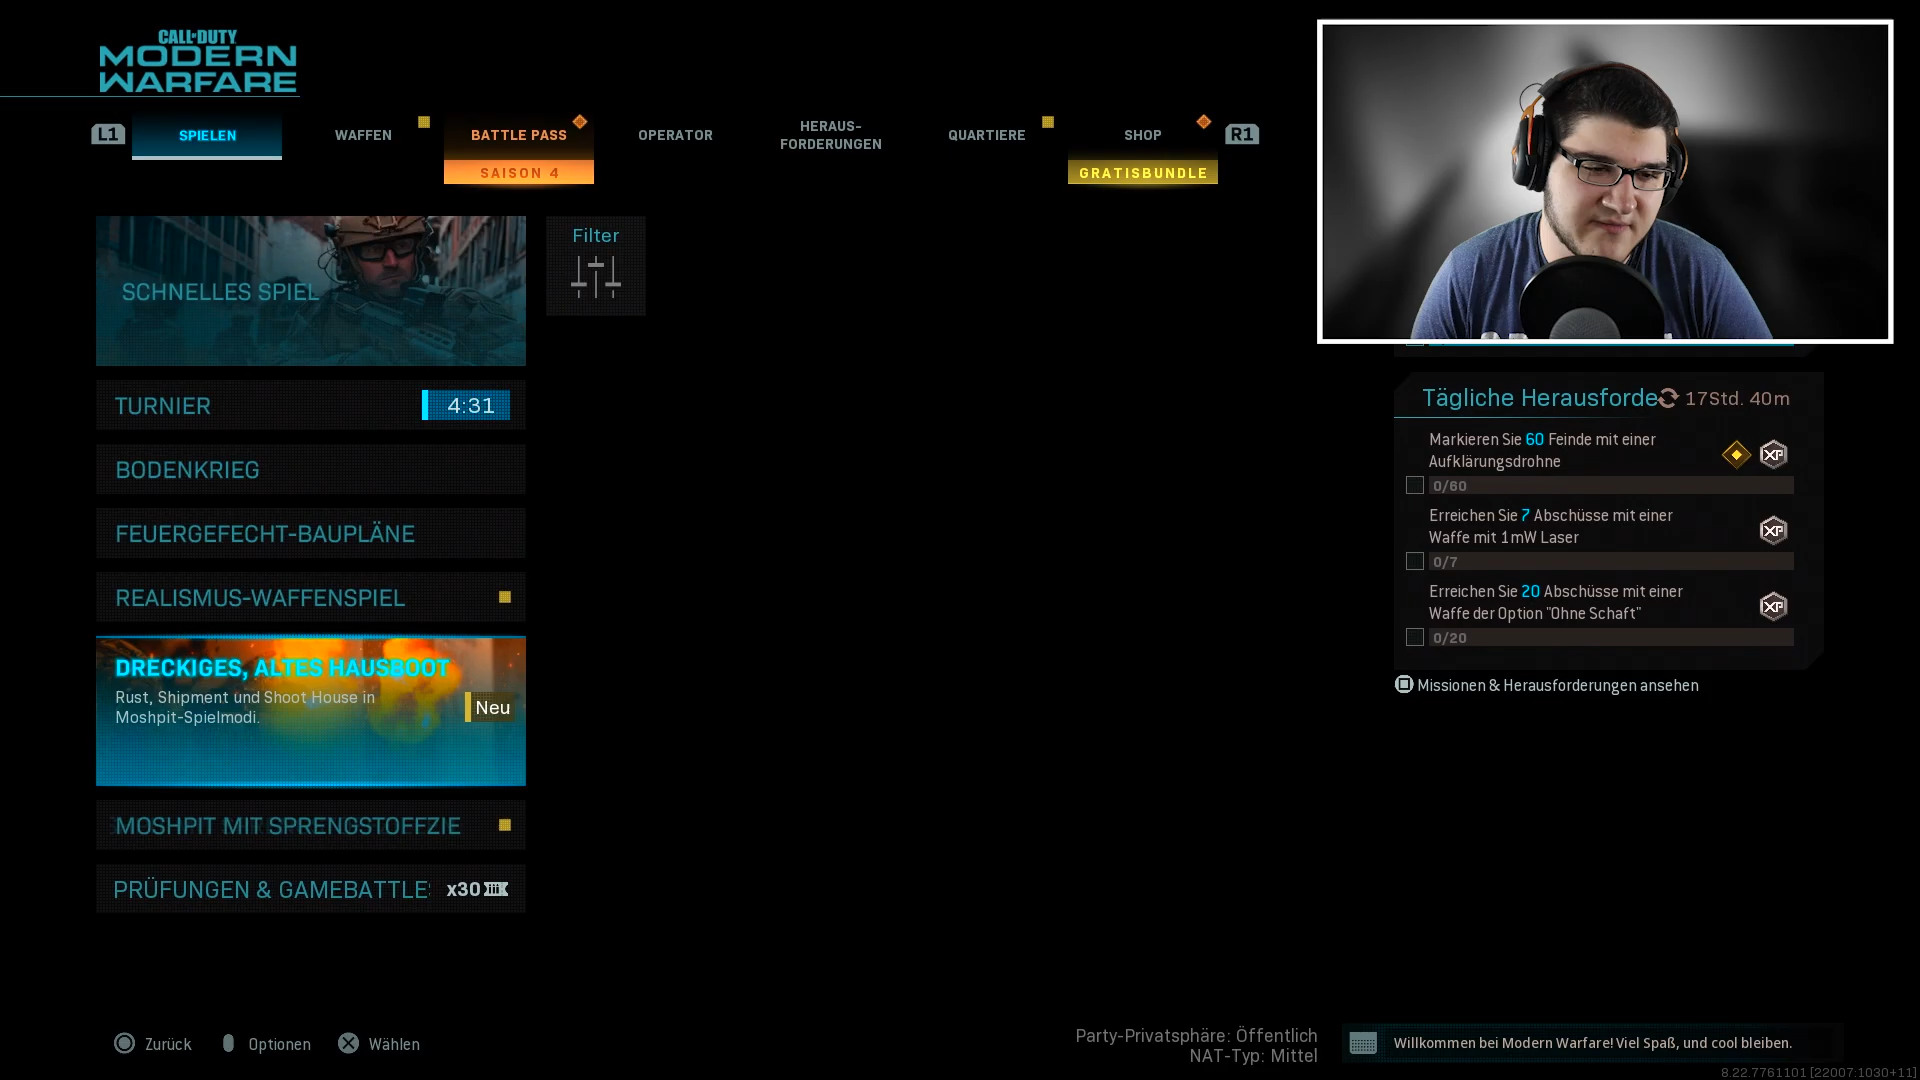 CALL OF DUTY
MODERN
WARFARE
L1
SPIELEN
WAFFEN
BATTLE PASS
SAISON 4
OPERATOR
HERAUS-
FORDERUNGEN
QUARTIERE
SHOP
GRATISBUNDLE
R1
SCHNELLES SPIEL
Filter
TURNIER
4:31
BODENKRIEG
FEUERGEFECHT-BAUPLÄNE
REALISMUS-WAFFENSPIEL
DRECKIGES, ALTES HAUSBOOT
Rust, Shipment und Shoot House in
Moshpit-Spielmodi.
Neu
MOSHPIT MIT SPRENGSTOFFZIE
PRÜFUNGEN & GAMEBATTLES
x30
Tägliche Herausforde
17Std. 40m
Markieren Sie 60 Feinde mit einer
Aufklärungsdrohne
XP
0/60
Erreichen Sie 7 Abschüsse mit einer
Waffe mit 1mW Laser
XP
0/7
Erreichen Sie 20 Abschüsse mit einer
Waffe der Option "Ohne Schaft"
XP
0/20
Missionen & Herausforderungen ansehen
Zurück
Optionen
Wählen
Party-Privatsphäre: Öffentlich
NAT-Typ: Mittel
Willkommen bei Modern Warfare! Viel Spaß, und cool bleiben.
8.22.7761101 [22007:1030+11]